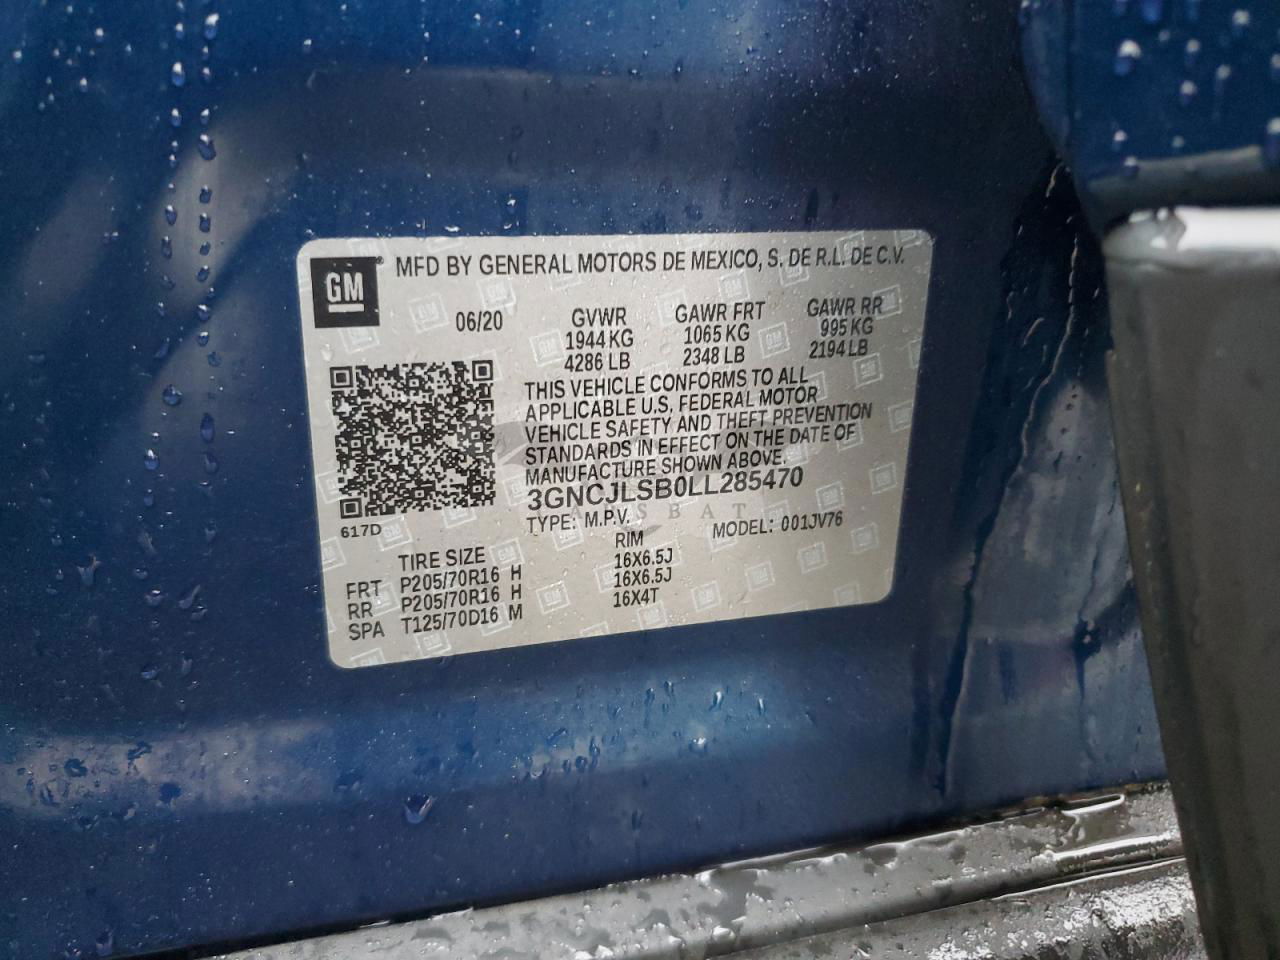 GM
MFD BY GENERAL MOTORS DE MEXICO, S. DE R.L. DE C.V.
06/20 GVWR GAWR FRT GAWR RR
1944 KG 1065 KG 995 KG
4286 LB 2348 LB 2194 LB
THIS VEHICLE CONFORMS TO ALL
APPLICABLE U.S. FEDERAL MOTOR
VEHICLE SAFETY AND THEFT PREVENTION
STANDARDS IN EFFECT ON THE DATE OF
MANUFACTURE SHOWN ABOVE.
3GNCJLSB0LL285470
617D
TYPE: M.P.V. MODEL: 001JV76
TIRE SIZE RIM
FRT P205/70R16 H 16X6.5J
RR P205/70R16 H 16X6.5J
SPA T125/70D16 M 16X4T